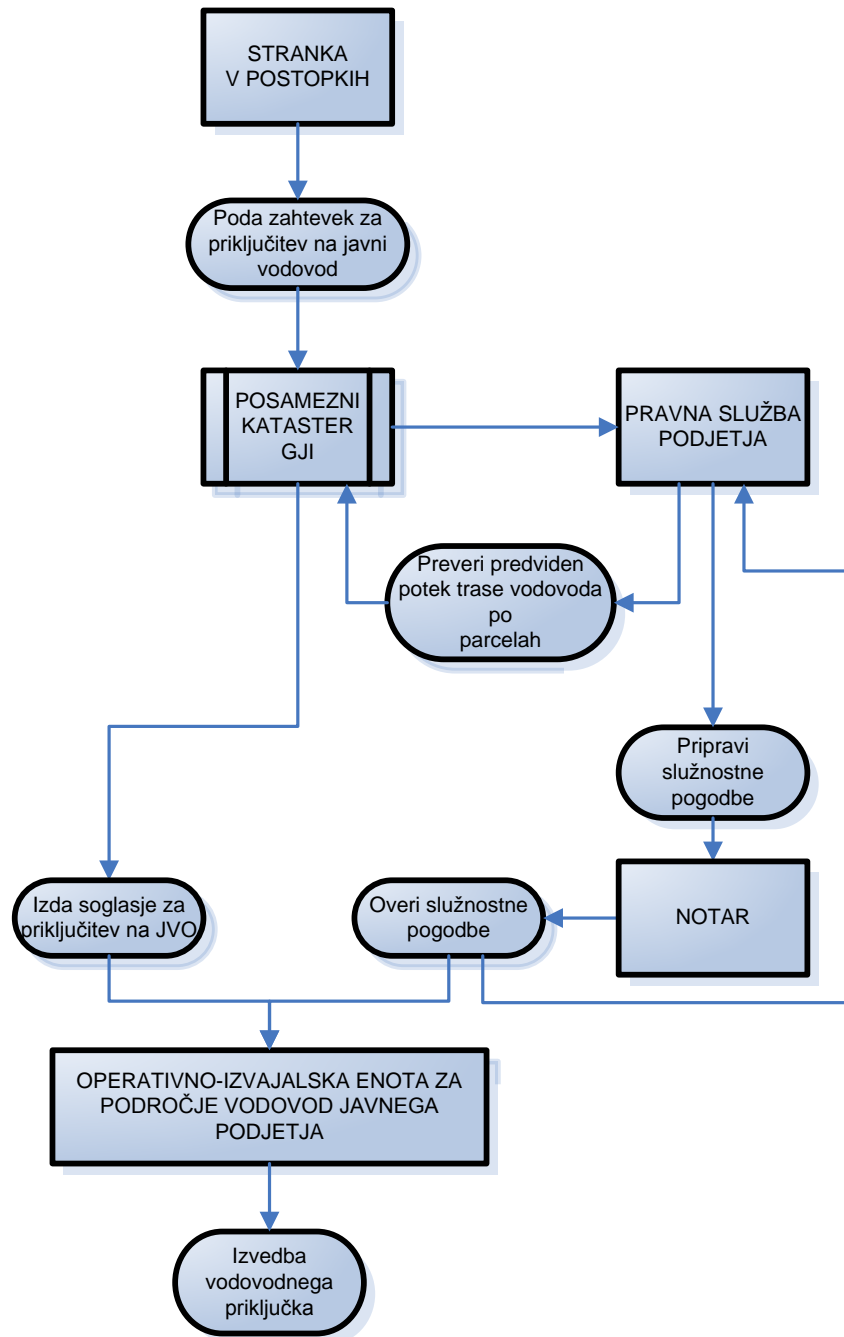 STRANKA
V POSTOPKIH
Poda zahtevek za
priključitev na javni
vodovod
POSAMEZNI
KATASTER
GJI
PRAVNA SLUŽBA
PODJETJA
Preveri predviden
potek trase vodovoda
po
parcelah
Pripravi
služnostne
pogodbe
Izda soglasje za
priključitev na JVO
Overi služnostne
pogodbe
NOTAR
OPERATIVNO-IZVAJALSKA ENOTA ZA
PODROČJE VODOVOD JAVNEGA
PODJETJA
Izvedba
vodovodnega
priključka